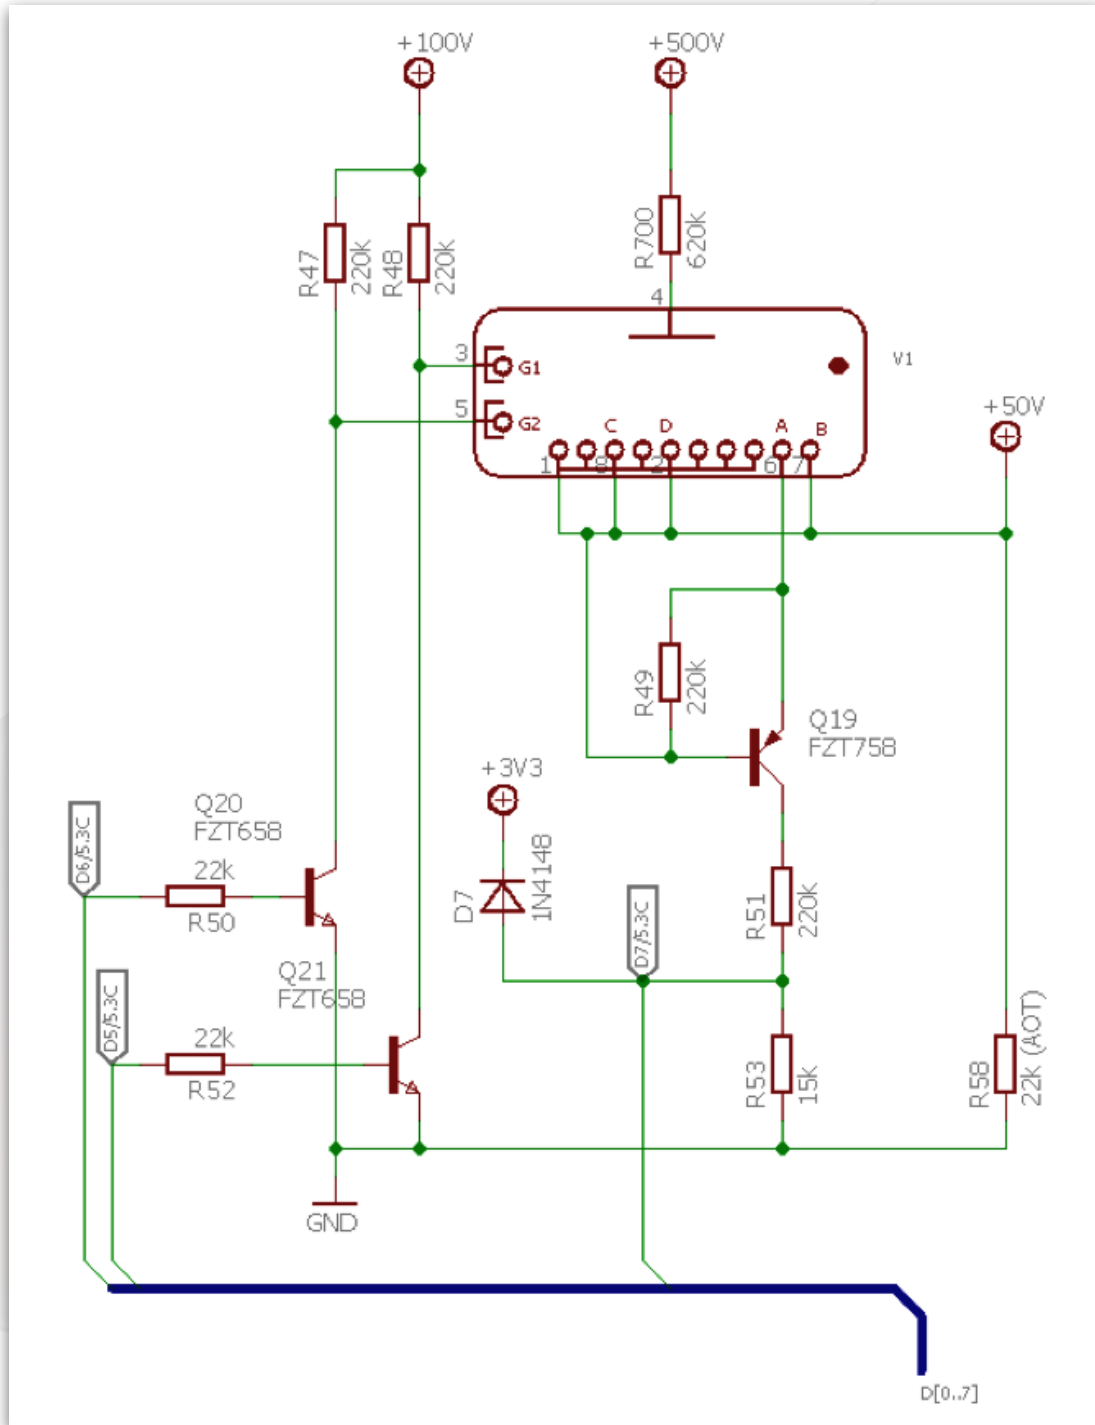 +100V
+500V
R47
220k
R48
220k
R700
620k
4
3
G1
V1
5
G2
C
D
A
B
1
8
2
6
7
+50V
R49
220k
Q19
FZT758
+3V3
Q20
FZT658
D6/5.3C
22k
R50
D7
1N4148
D7/5.3C
R51
220k
Q21
FZT658
D5/5.3C
22k
R52
R53
15k
R58
22k (AOT)
GND
D[0..7]